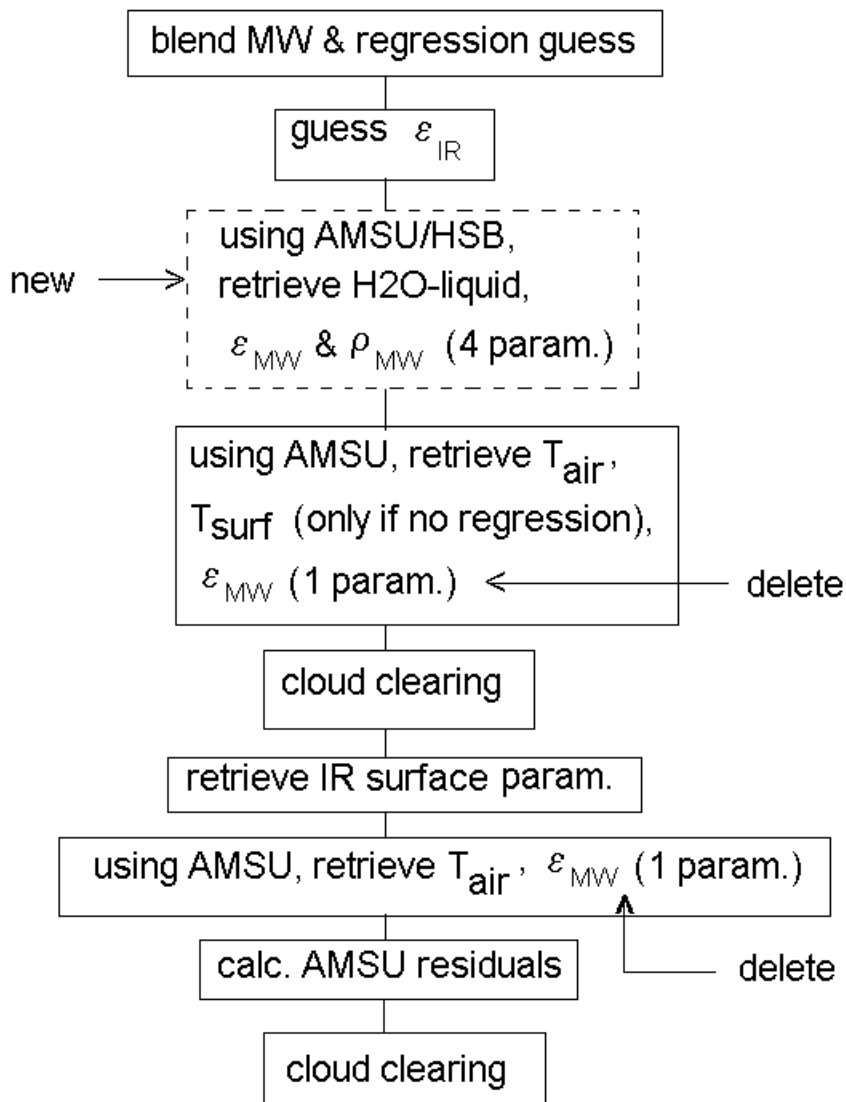 blend MW & regression guess
guess ε_IR
using AMSU/HSB,
new
retrieve H2O-liquid,
ε_MW & ρ_MW (4 param.)
using AMSU, retrieve T_air,
T_surf (only if no regression),
ε_MW (1 param.)
delete
cloud clearing
retrieve IR surface param.
using AMSU, retrieve T_air, ε_MW (1 param.)
calc. AMSU residuals
delete
cloud clearing